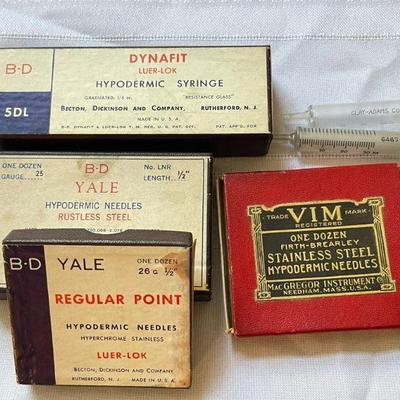 B-D
5DL
DYNAFIT
LUER-LOK
HYPODERMIC SYRINGE
"RESISTANCE GLASS"
BECTON, DICKINSON AND COMPANY, RUTHERFORD, N. J.
MADE IN U.S.A.
CLAY-ADAMS CO
ONE DOZEN
GAUGE 25
B-D
YALE
No. LNR
LENGTH ½"
HYPODERMIC NEEDLES
RUSTLESS STEEL
B-D YALE
ONE DOZEN
26 G ½"
REGULAR POINT
HYPODERMIC NEEDLES
HYPERCHROME STAINLESS
LUER-LOK
BECTON, DICKINSON AND COMPANY
RUTHERFORD, N. J. MADE IN U.S.A.
TRADE VIM MARK
REGISTERED
ONE DOZEN
FIRTH-BREARLEY
STAINLESS STEEL
HYPODERMIC NEEDLES
MACGREGOR INSTRUMENT Co.
NEEDHAM, MASS. U.S.A.